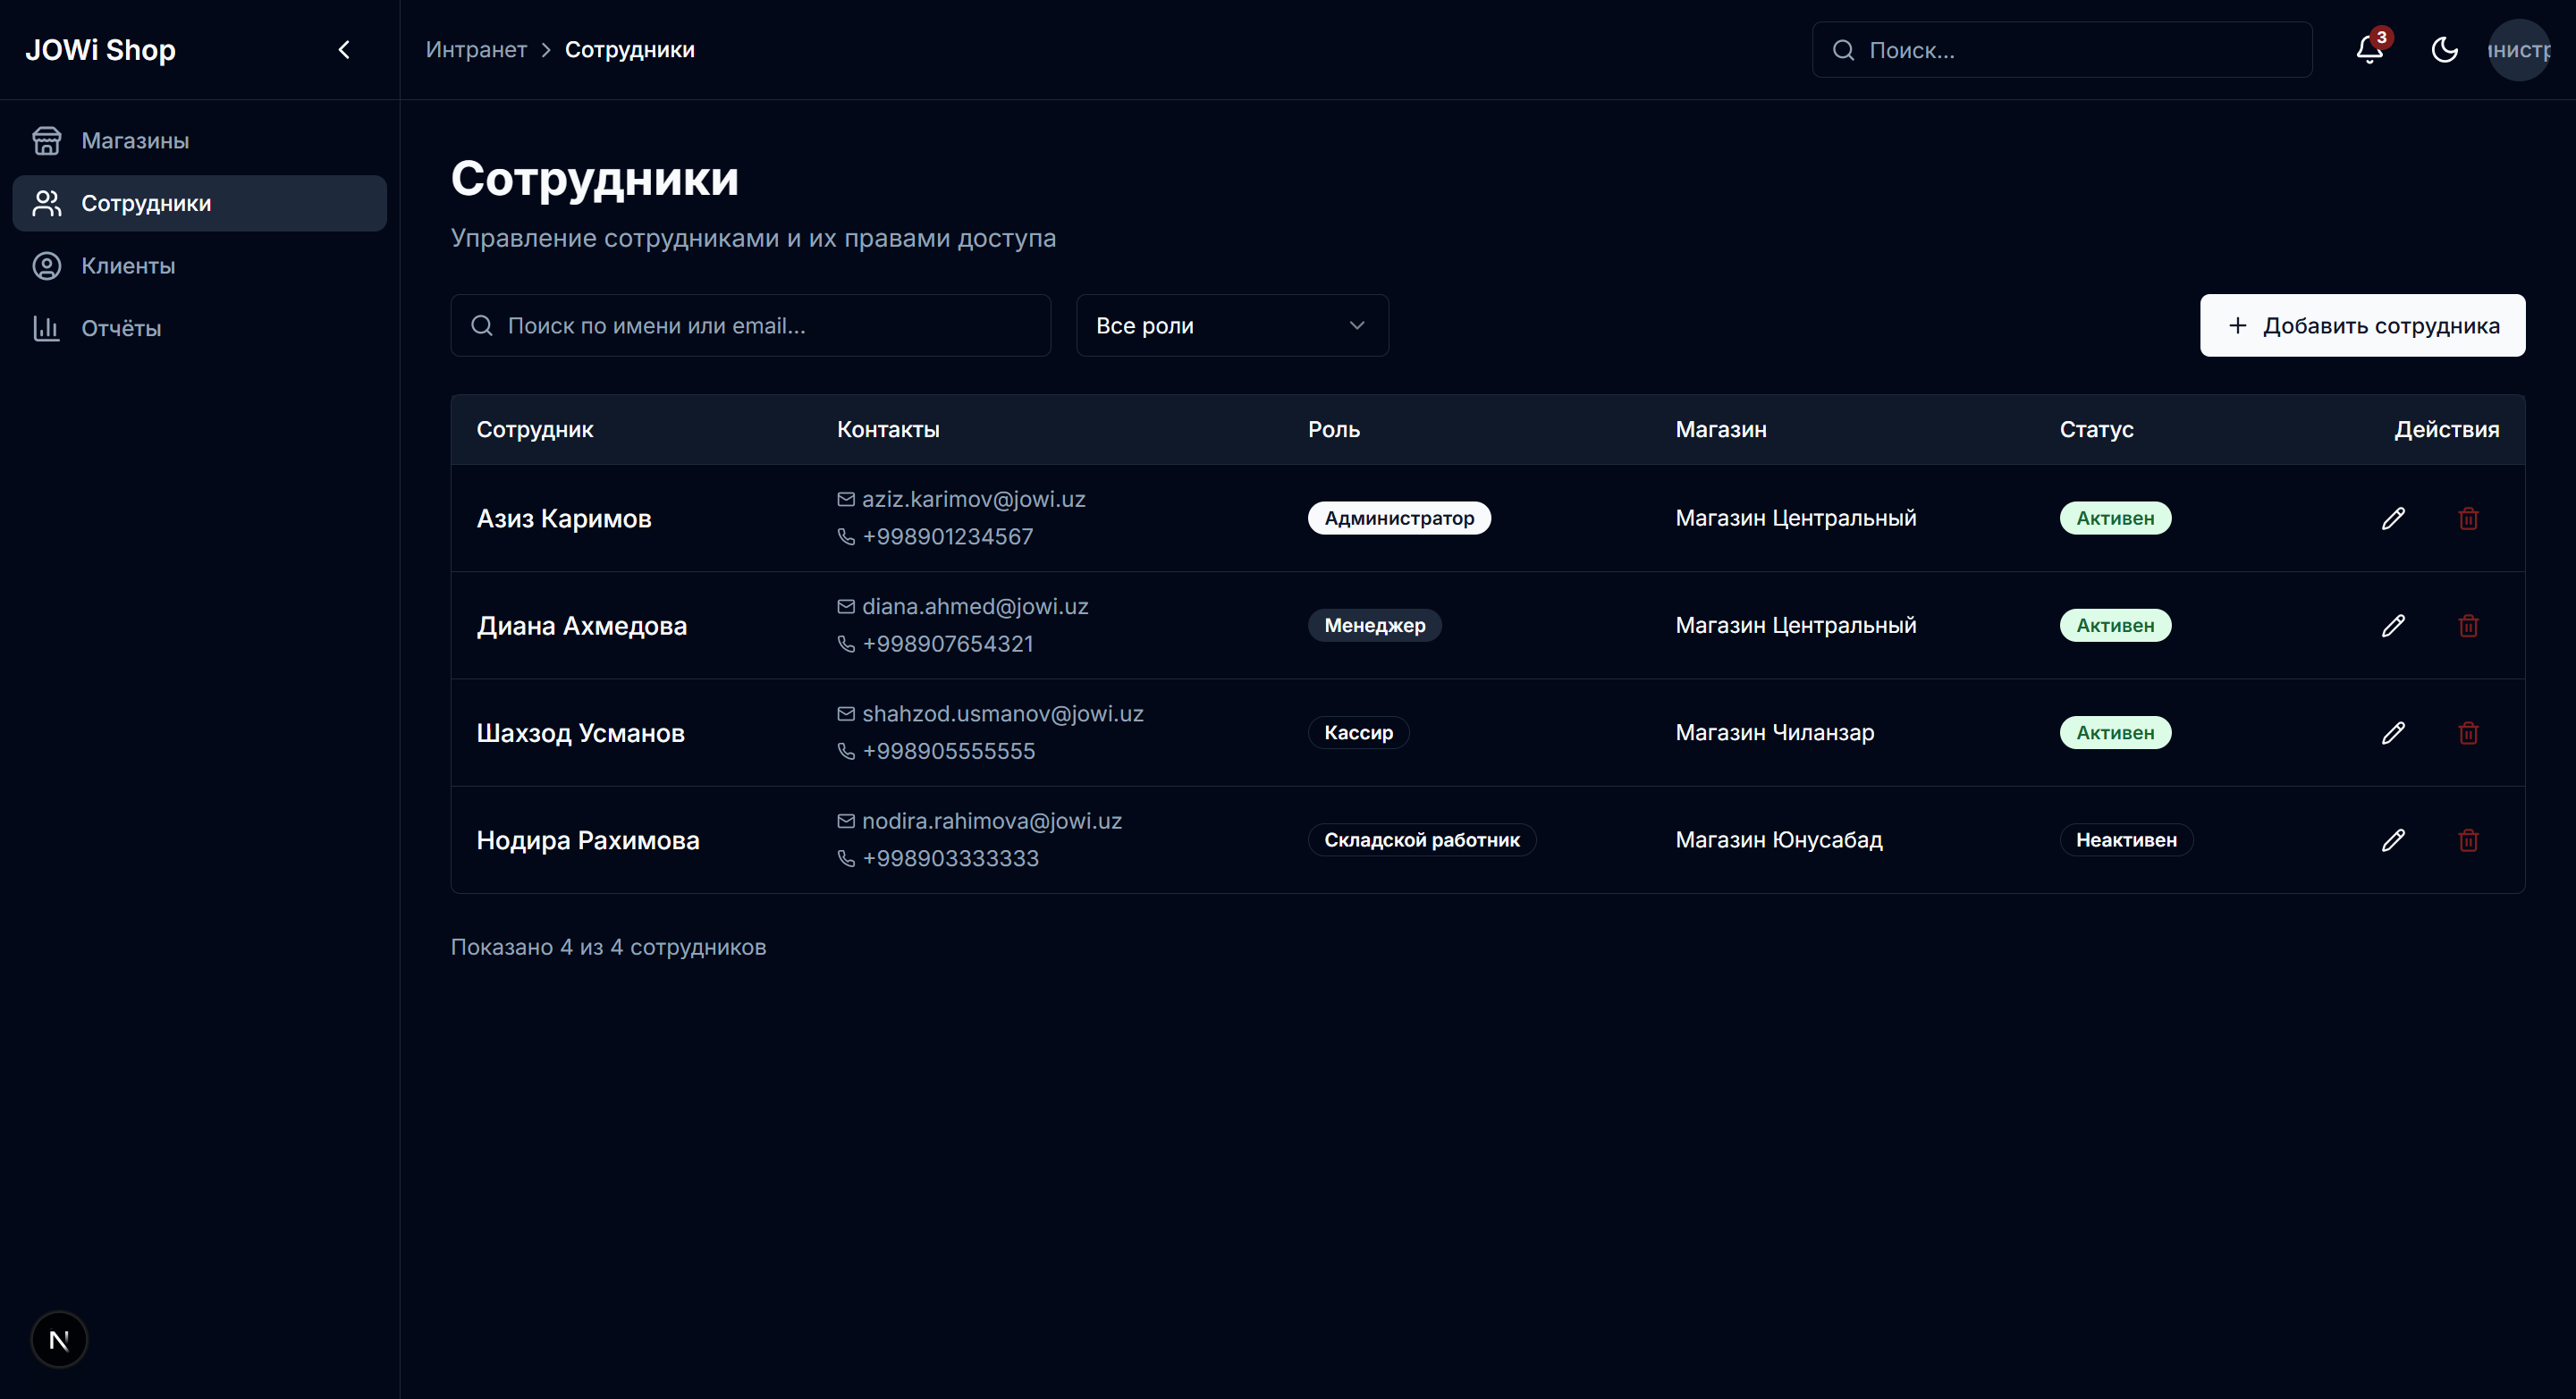 JOWi Shop
Интранет > Сотрудники
Поиск...
3
Магазины
Сотрудники
Клиенты
Отчёты
Сотрудники
Управление сотрудниками и их правами доступа
Поиск по имени или email...
Все роли
+ Добавить сотрудника
Сотрудник Контакты Роль Магазин Статус Действия
Азиз Каримов aziz.karimov@jowi.uz Администратор Магазин Центральный Активен
+998901234567
Диана Ахмедова diana.ahmed@jowi.uz Менеджер Магазин Центральный Активен
+998907654321
Шахзод Усманов shahzod.usmanov@jowi.uz Кассир Магазин Чиланзар Активен
+998905555555
Нодира Рахимова nodira.rahimova@jowi.uz Складской работник Магазин Юнусабад Неактивен
+998903333333
Показано 4 из 4 сотрудников
N